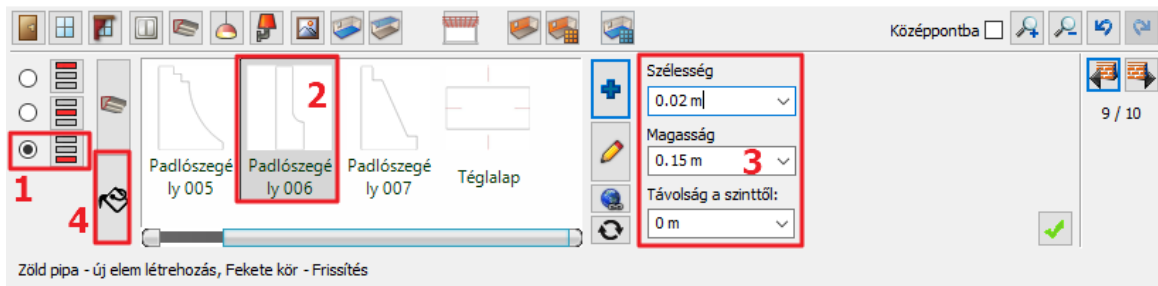 Középpontba
1
4
Padlószegé
ly 005
2
Padlószegé
ly 006
Padlószegé
ly 007
Téglalap
Szélesség
0.02 m
Magasság
0.15 m
3
Távolság a szinttől:
0 m
9 / 10
Zöld pipa - új elem létrehozás, Fekete kör - Frissítés